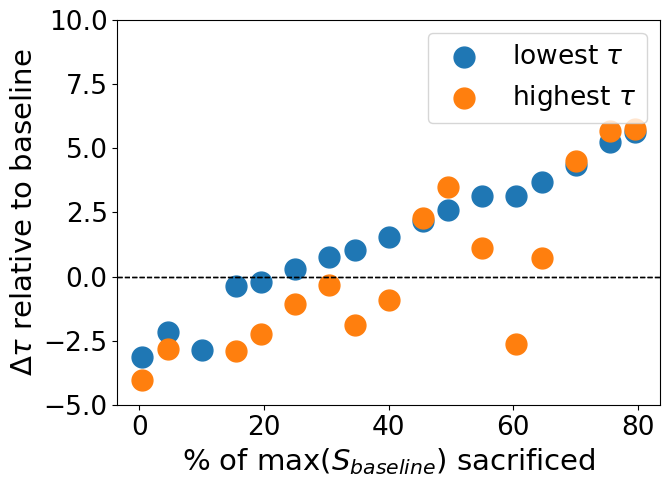 10.0
7.5
5.0
2.5
0.0
−2.5
−5.0
Δτ relative to baseline
lowest τ
highest τ
0 20 40 60 80
% of max(S_baseline) sacrificed